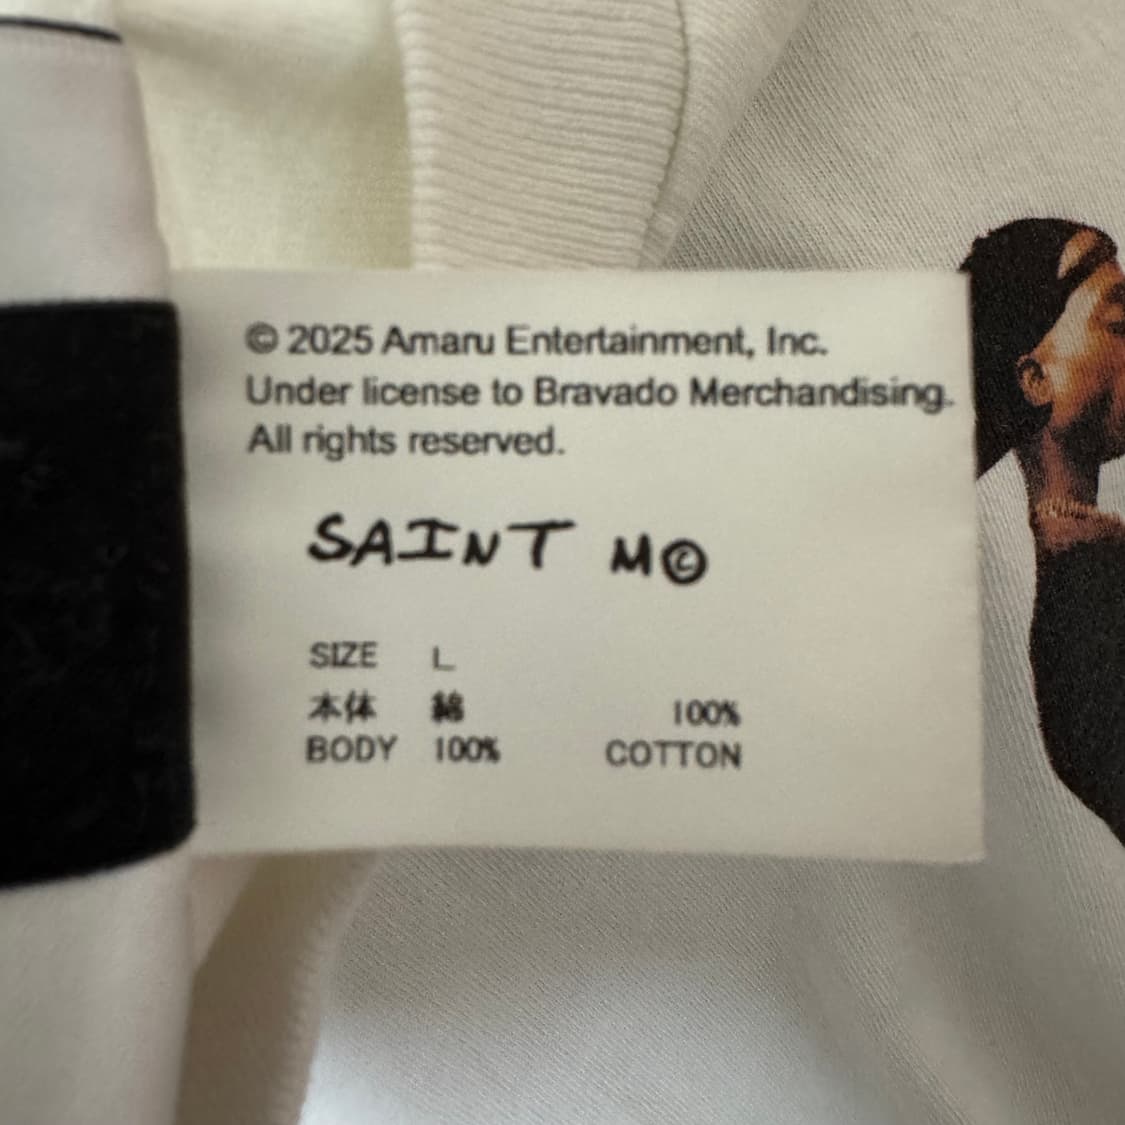 © 2025 Amaru Entertainment, Inc.
Under license to Bravado Merchandising.
All rights reserved.
SAINT M©
SIZE L
本体 綿 100%
BODY 100% COTTON